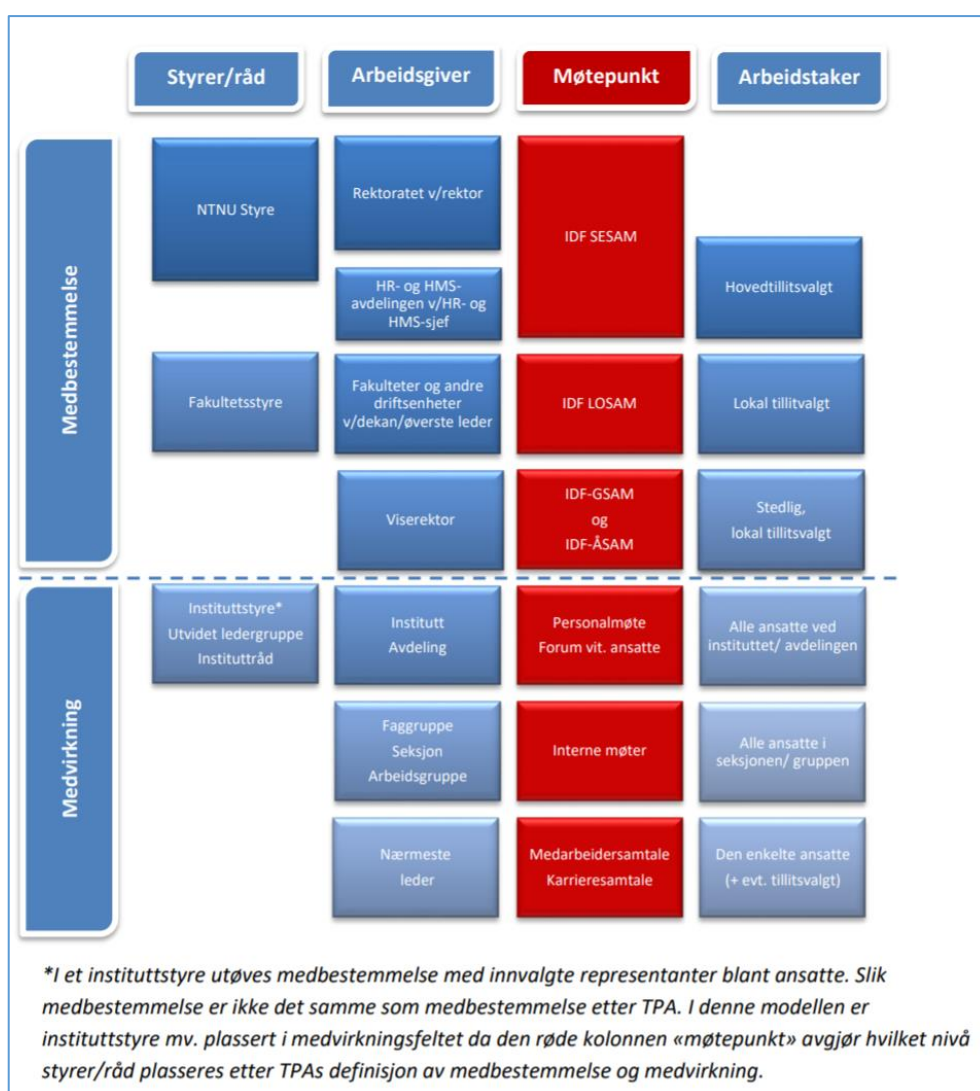 Styrer/råd
Arbeidsgiver
Møtepunkt
Arbeidstaker
Medbestemmelse
NTNU Styre
Rektoratet v/rektor
IDF SESAM
HR- og HMS-
avdelingen v/HR- og
HMS-sjef
Hovedtillitsvalgt
Fakultetsstyre
Fakulteter og andre
driftsenheter
v/dekan/øverste leder
IDF LOSAM
Lokal tillitvalgt
Viserektor
IDF-GSAM
og
IDF-ÅSAM
Stedlig,
lokal tillitsvalgt
Medvirkning
Instituttstyre*
Utvidet ledergruppe
Instituttråd
Institutt
Avdeling
Personalmøte
Forum vit. ansatte
Alle ansatte ved
instituttet/ avdelingen
Faggruppe
Seksjon
Arbeidsgruppe
Interne møter
Alle ansatte i
seksjonen/ gruppen
Nærmeste
leder
Medarbeidersamtale
Karrieresamtale
Den enkelte ansatte
(+ evt. tillitsvalgt)
*I et instituttstyre utøves medbestemmelse med innvalgte representanter blant ansatte. Slik
medbestemmelse er ikke det samme som medbestemmelse etter TPA. I denne modellen er
instituttstyre mv. plassert i medvirkningsfeltet da den røde kolonnen «møtepunkt» avgjør hvilket nivå
styrer/råd plasseres etter TPAs definisjon av medbestemmelse og medvirkning.